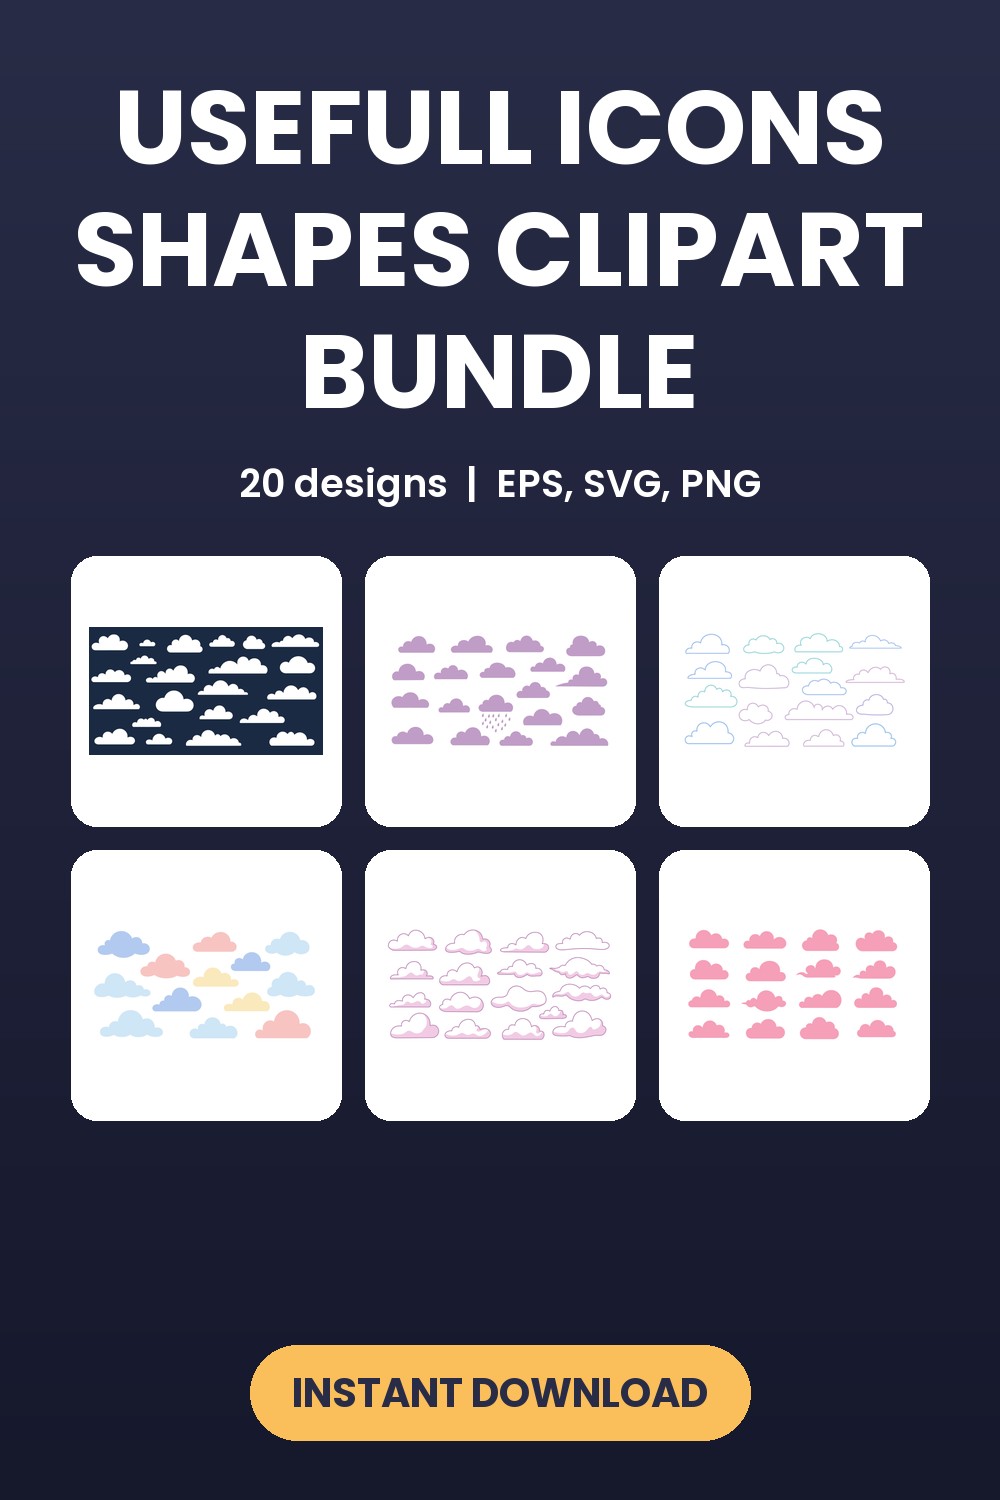 USEFULL ICONS
SHAPES CLIPART
BUNDLE
20 designs | EPS, SVG, PNG
INSTANT DOWNLOAD